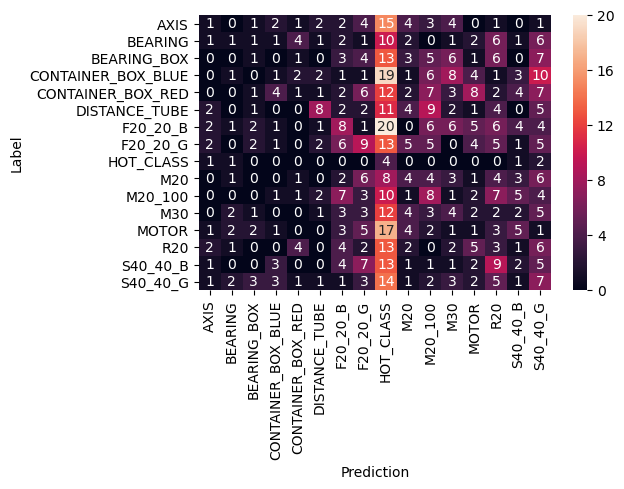 AXIS 1 0 1 2 1 2 2 4 15 4 3 4 0 1 0 1
BEARING 1 1 1 1 4 1 2 1 10 2 0 1 2 6 1 6
BEARING_BOX 0 0 1 1 1 0 3 4 13 3 5 6 1 6 0 7
CONTAINER_BOX_BLUE 0 1 0 1 2 2 1 1 19 1 6 8 4 1 3 10
CONTAINER_BOX_RED 0 0 1 4 1 1 2 6 12 2 7 3 8 2 4 7
DISTANCE_TUBE 2 0 1 0 0 8 2 2 11 4 9 2 1 4 0 5
F20_20_B 2 1 2 1 0 1 8 1 20 0 6 6 5 6 4 4
F20_20_G 2 0 2 1 0 2 6 9 13 5 5 0 4 5 1 5
HOT_CLASS 1 1 0 0 0 0 0 0 4 0 0 0 0 0 1 2
M20 0 1 0 0 1 0 2 6 8 4 4 3 1 4 3 6
M20_100 0 0 0 1 1 2 7 3 10 1 8 1 2 7 5 4
M30 0 2 1 0 0 1 3 3 12 4 3 4 2 2 2 5
MOTOR 1 2 2 1 0 0 3 5 17 4 2 1 1 3 5 1
R20 2 1 0 0 4 0 4 2 13 2 0 2 5 3 1 6
S40_40_B 1 0 0 3 0 0 4 7 13 1 1 1 2 9 2 5
S40_40_G 1 2 3 3 1 1 1 3 14 1 2 3 2 5 1 7
Label
AXIS
BEARING
BEARING_BOX
CONTAINER_BOX_BLUE
CONTAINER_BOX_RED
DISTANCE_TUBE
F20_20_B
F20_20_G
HOT_CLASS
M20
M20_100
M30
MOTOR
R20
S40_40_B
S40_40_G
Prediction
20
16
12
8
4
0